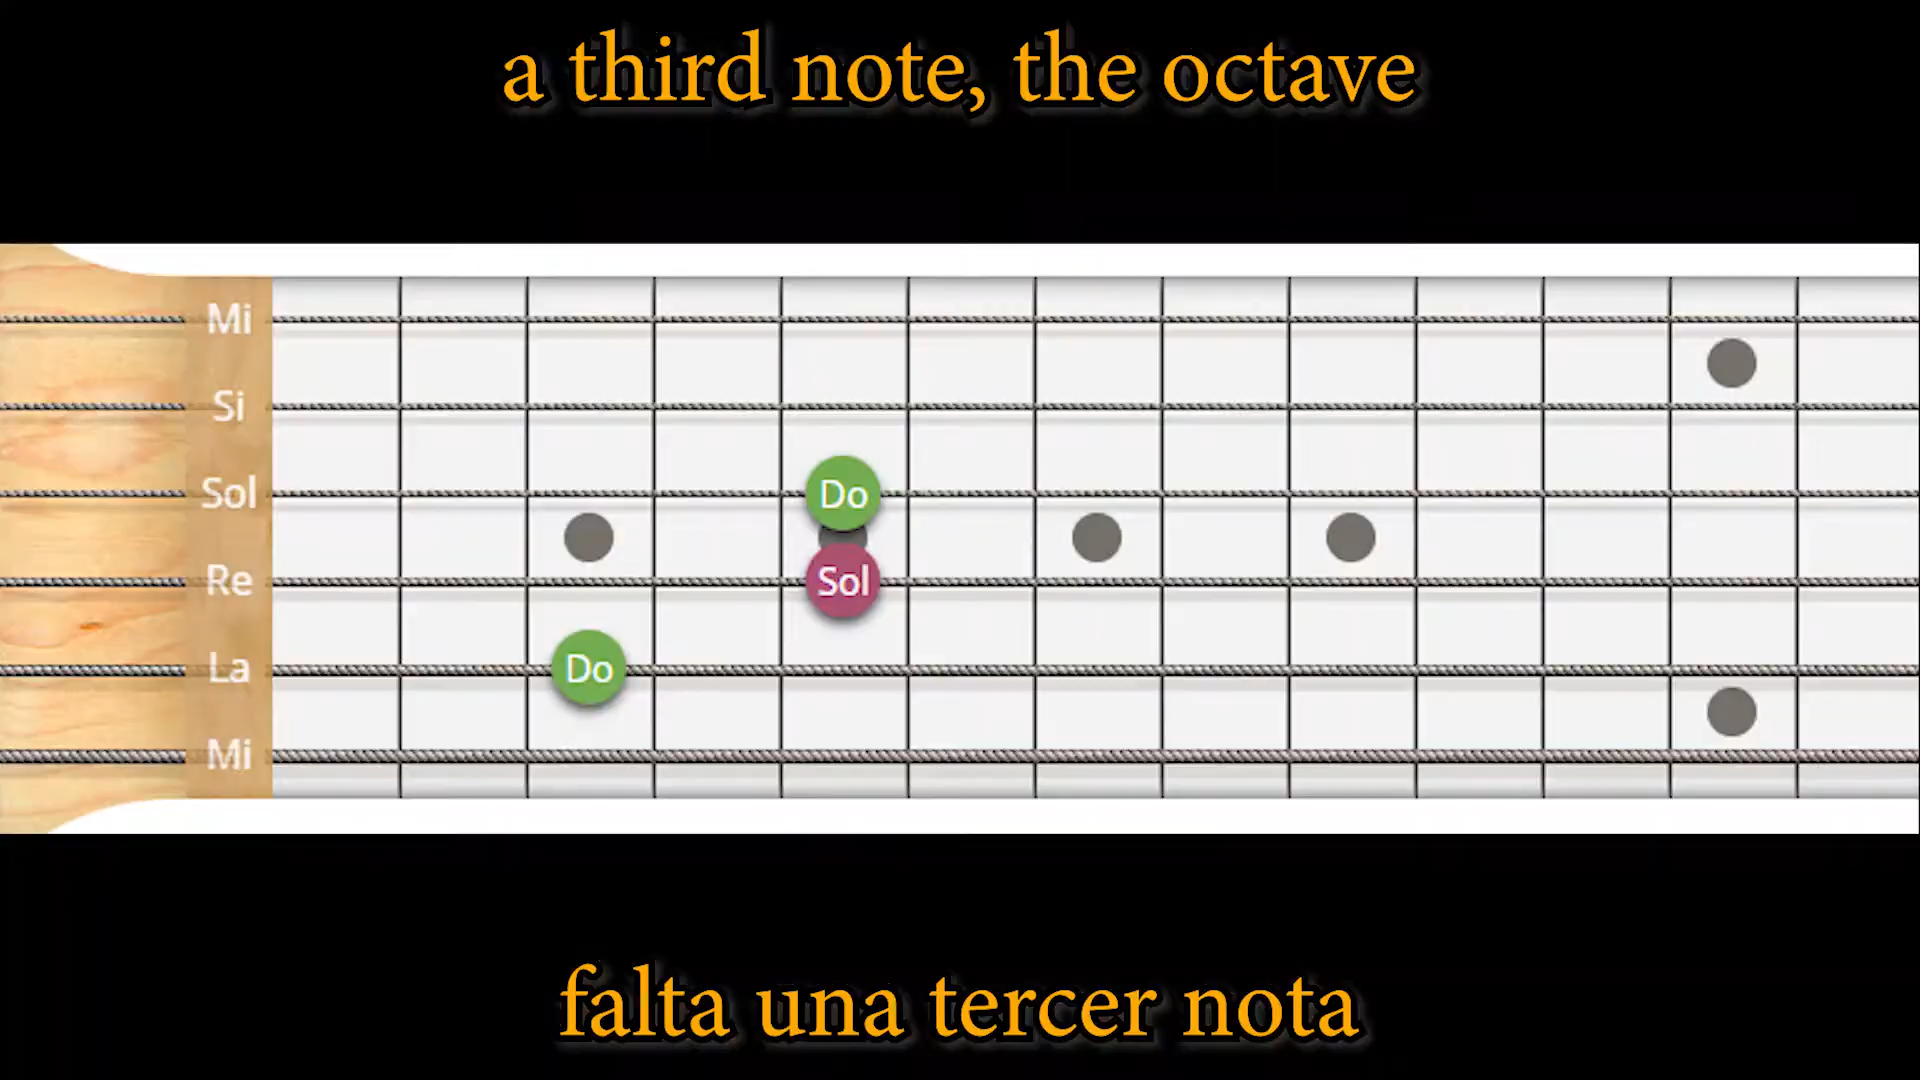 a third note, the octave
Mi
Si
Sol Do
Re Sol
La Do
Mi
falta una tercer nota